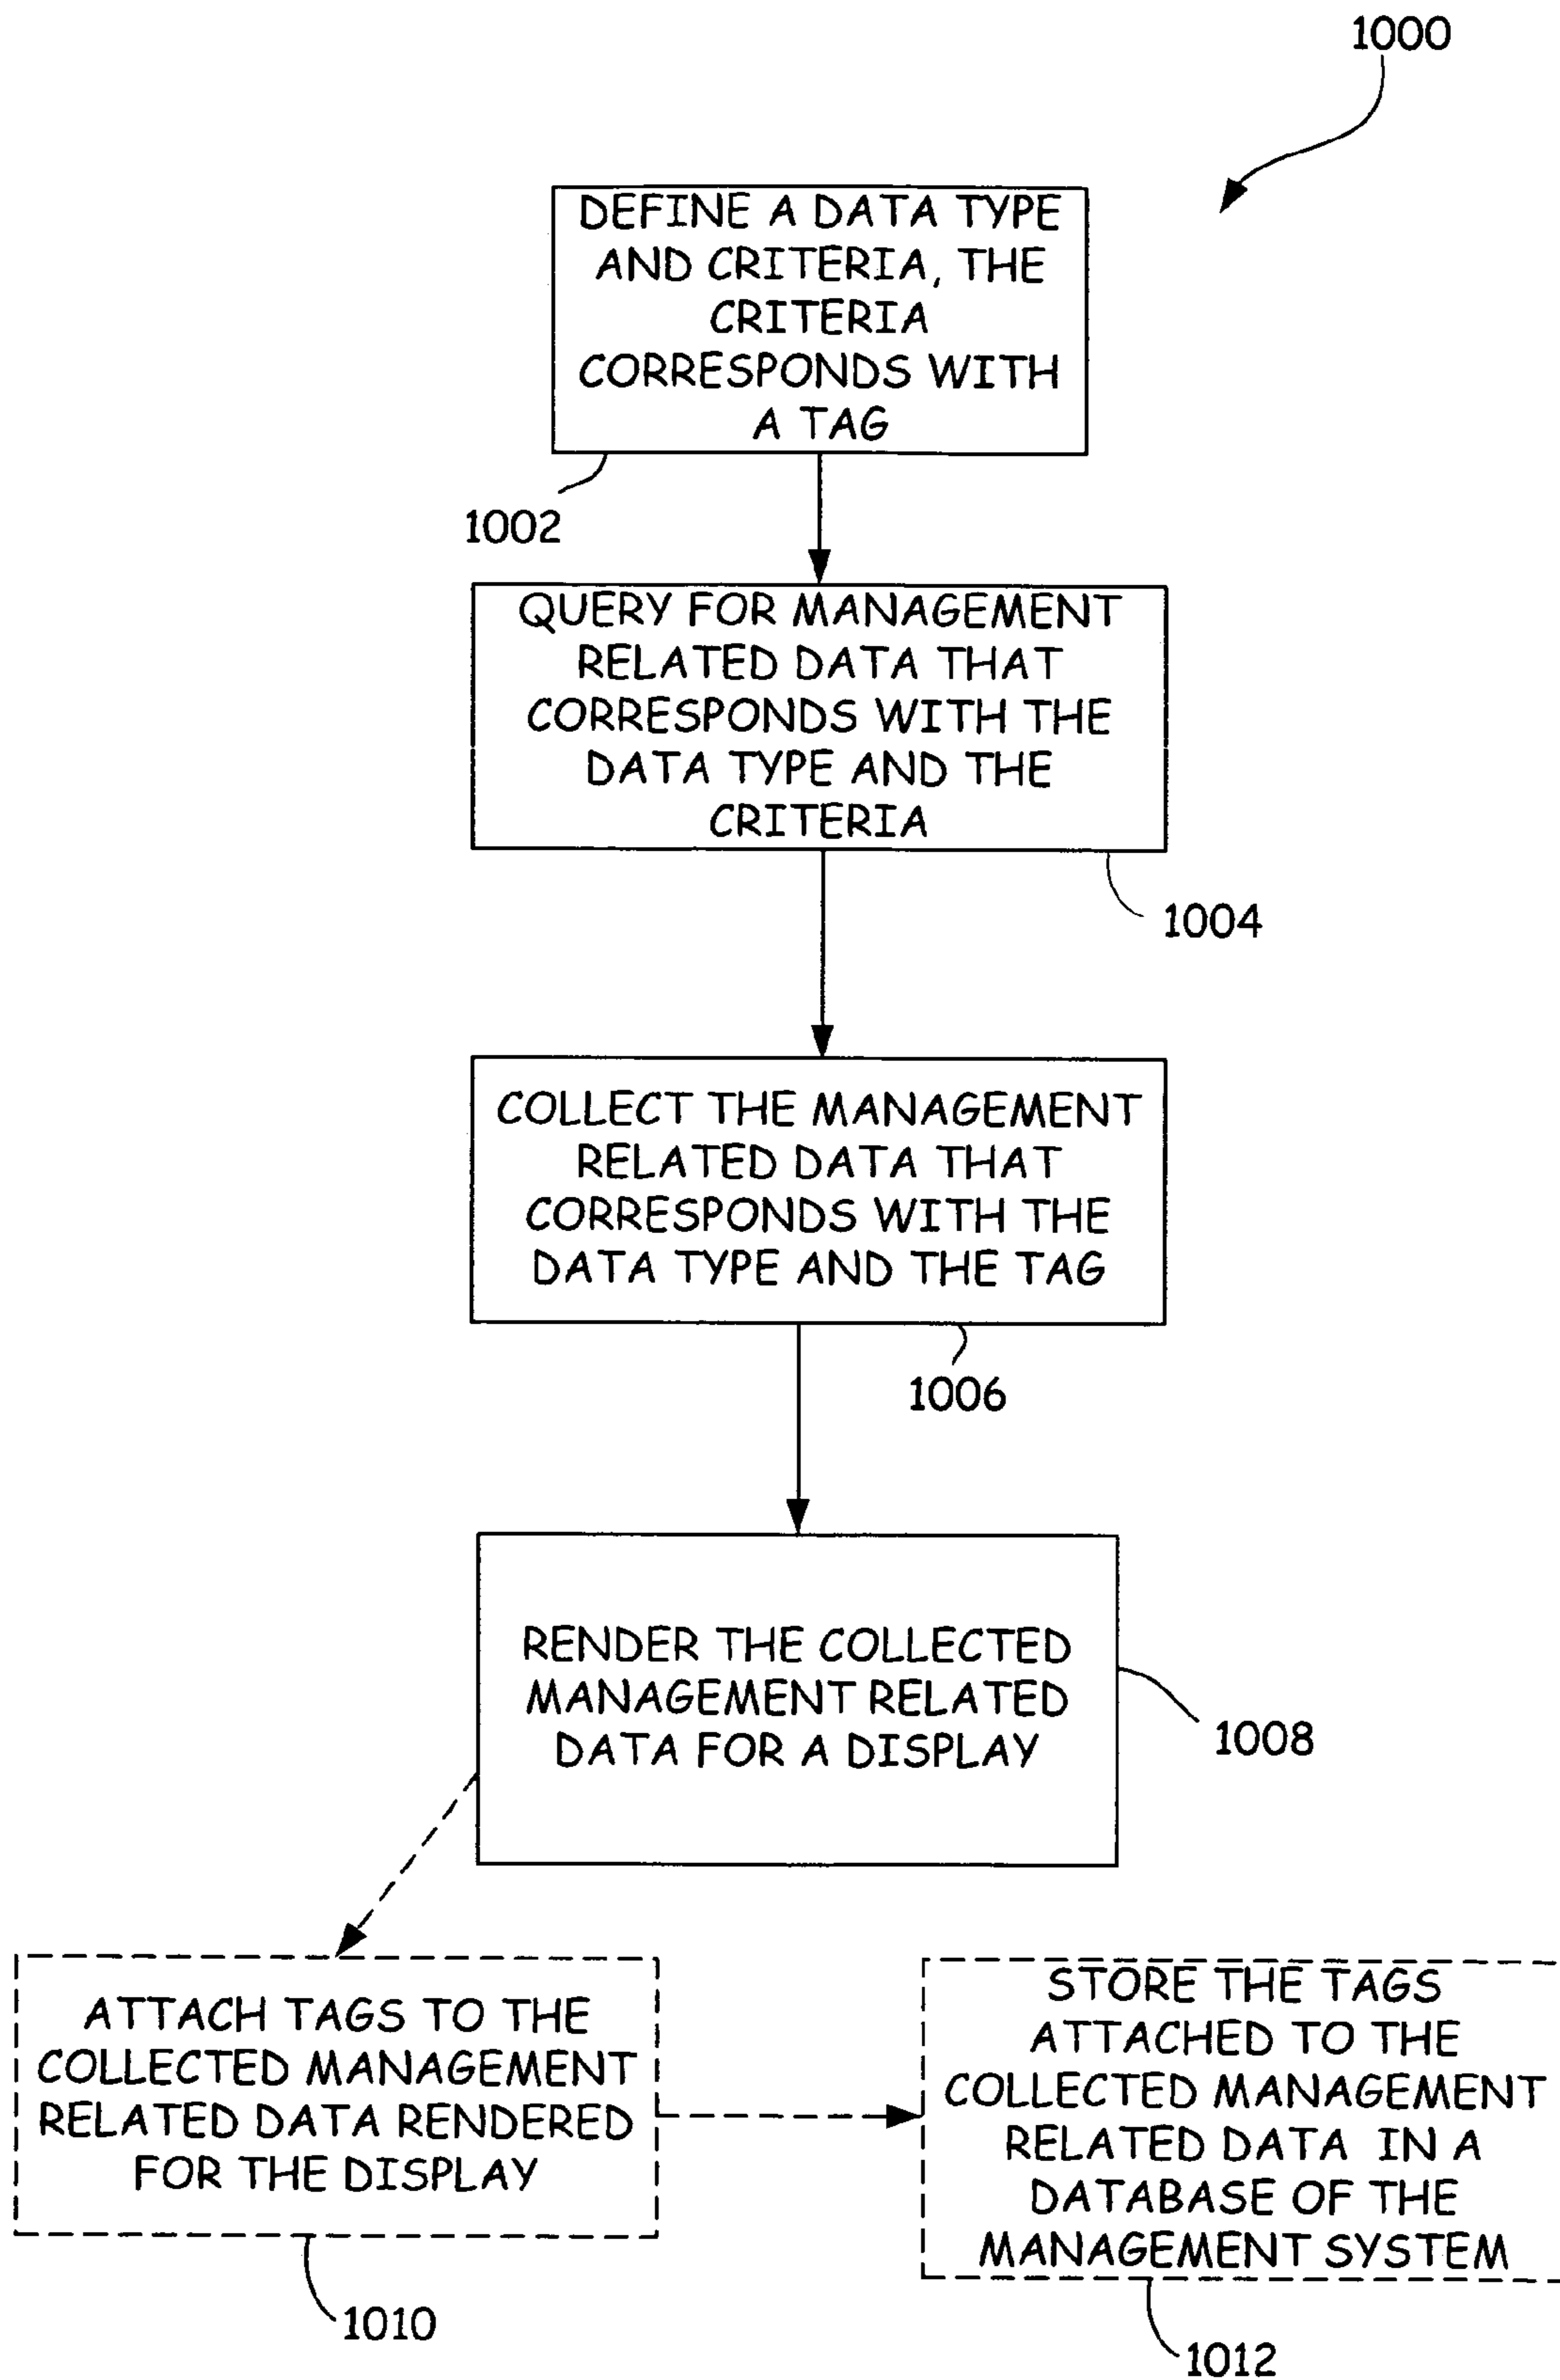 1000
DEFINE A DATA TYPE
AND CRITERIA, THE
CRITERIA
CORRESPONDS WITH
A TAG
1002
QUERY FOR MANAGEMENT
RELATED DATA THAT
CORRESPONDS WITH THE
DATA TYPE AND THE
CRITERIA
1004
COLLECT THE MANAGEMENT
RELATED DATA THAT
CORRESPONDS WITH THE
DATA TYPE AND THE TAG
1006
RENDER THE COLLECTED
MANAGEMENT RELATED
DATA FOR A DISPLAY
1008
ATTACH TAGS TO THE
COLLECTED MANAGEMENT
RELATED DATA RENDERED
FOR THE DISPLAY
1010
STORE THE TAGS
ATTACHED TO THE
COLLECTED MANAGEMENT
RELATED DATA IN A
DATABASE OF THE
MANAGEMENT SYSTEM
1012